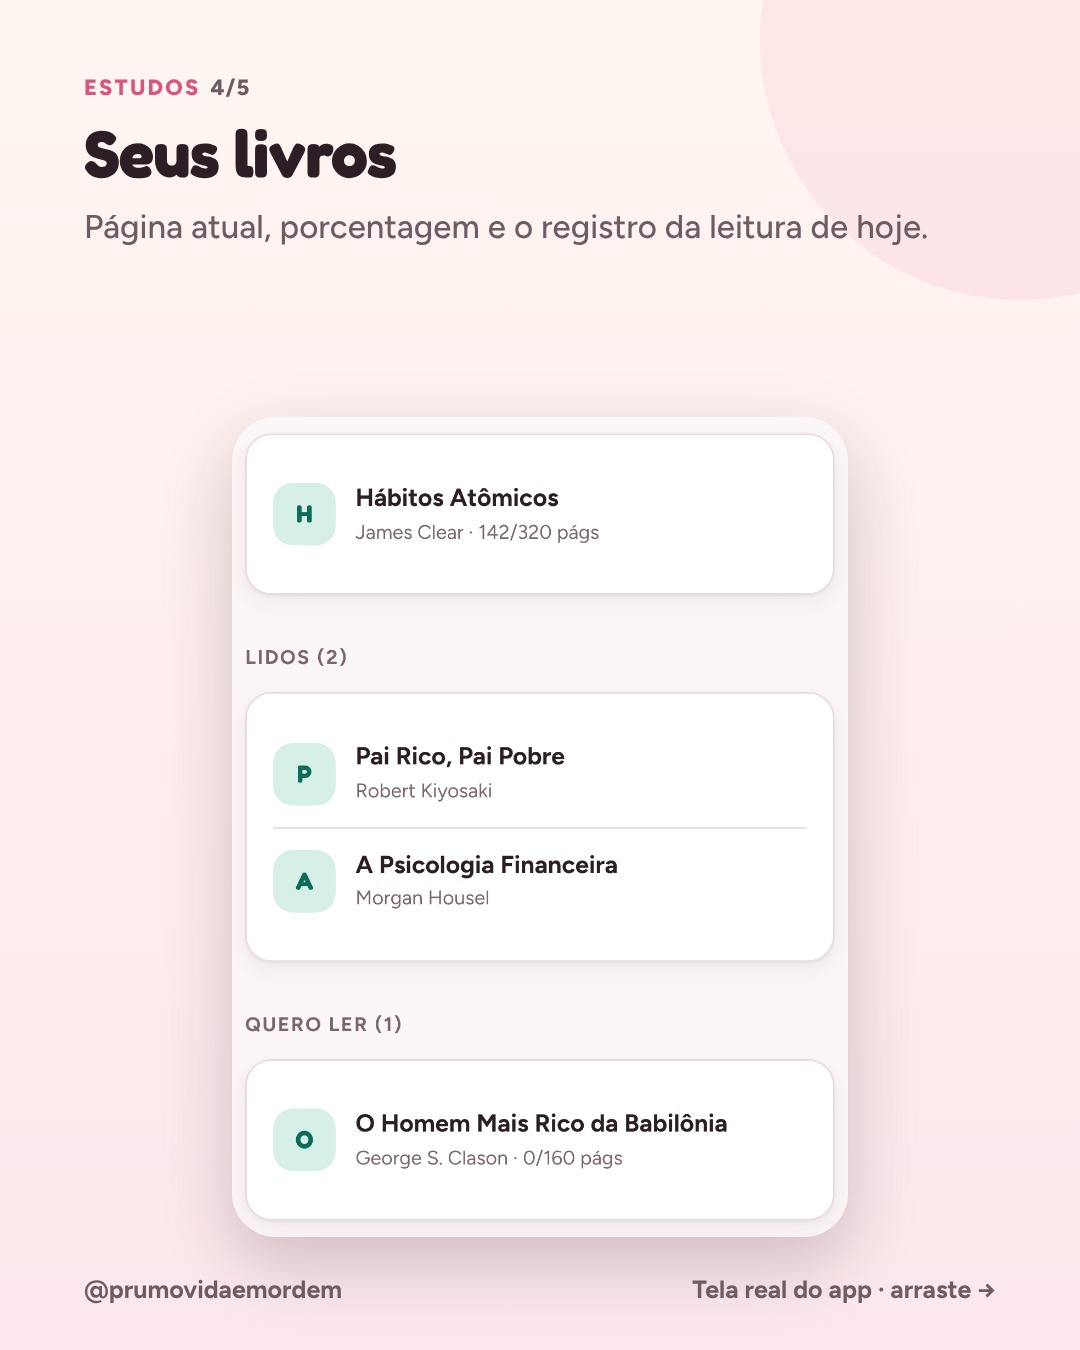 ESTUDOS 4/5
Seus livros
Página atual, porcentagem e o registro da leitura de hoje.
H
Hábitos Atômicos
James Clear · 142/320 págs
LIDOS (2)
P
Pai Rico, Pai Pobre
Robert Kiyosaki
A
A Psicologia Financeira
Morgan Housel
QUERO LER (1)
O
O Homem Mais Rico da Babilônia
George S. Clason · 0/160 págs
@prumovidaemordem
Tela real do app · arraste →